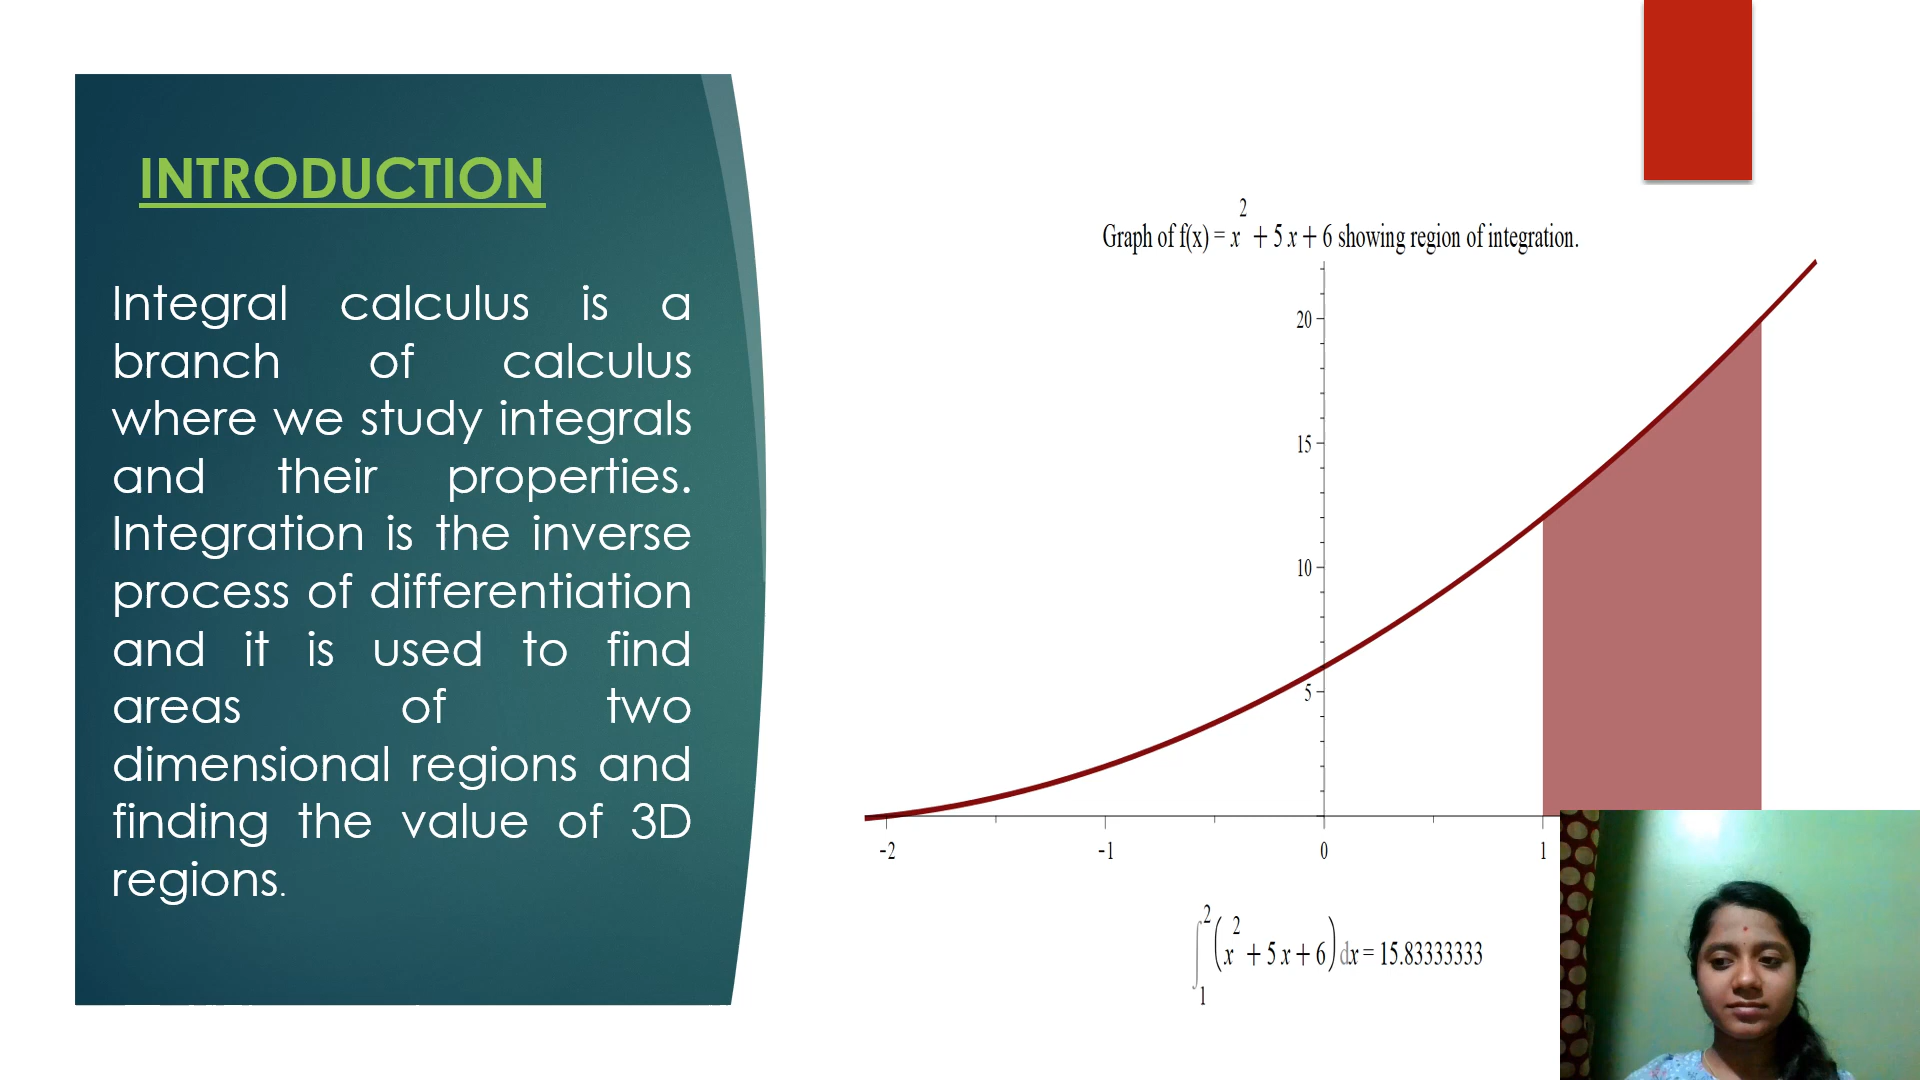 INTRODUCTION
Integral calculus is a
branch of calculus
where we study integrals
and their properties.
Integration is the inverse
process of differentiation
and it is used to find
areas of two
dimensional regions and
finding the value of 3D
regions.
Graph of f(x) = x² + 5 x + 6 showing region of integration.
20
15
10
5
−2 −1 0 1
∫₁² (x² + 5 x + 6) dx = 15.83333333